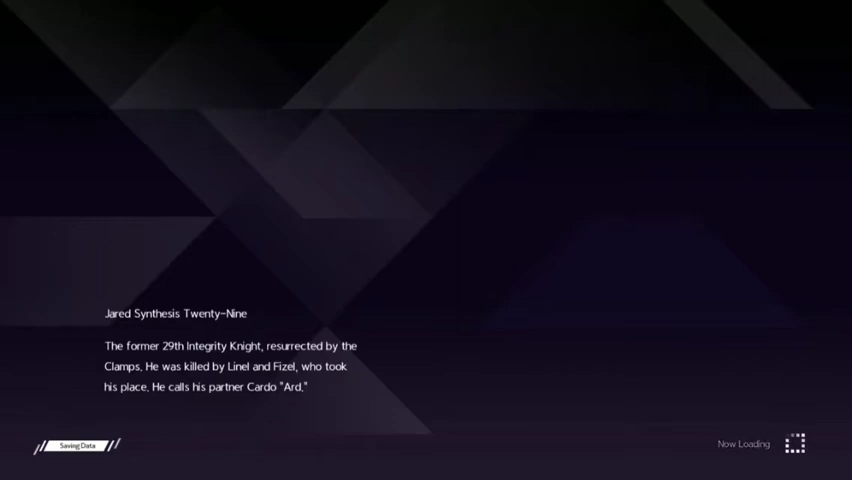 Jared Synthesis Twenty-Nine
The former 29th Integrity Knight, resurrected by the
Clamps. He was killed by Linel and Fizel, who took
his place. He calls his partner Cardo "Ard."
Saving Data
Now Loading